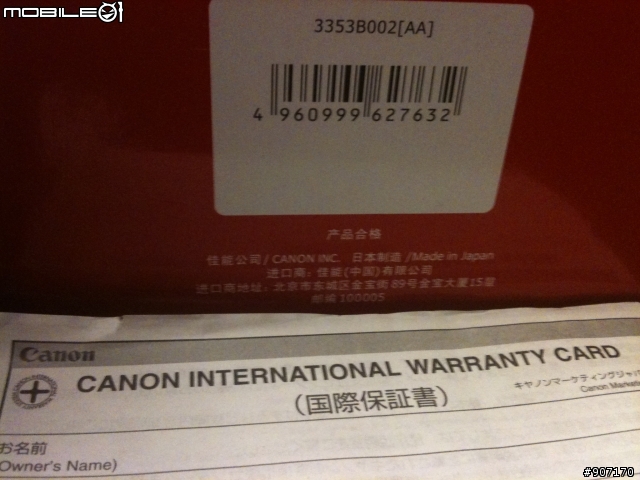 MOBILE01
3353B002[AA]
4 960999 627632
产品合格
佳能公司/CANON INC. 日本制造/Made in Japan
进口商: 佳能(中国)有限公司
进口商地址: 北京市东城区金宝街89号金宝大厦15层
邮编 100005
Canon
CANON INTERNATIONAL WARRANTY CARD
(国際保証書)
キヤノンマーケティングジャパ
Canon Market
お名前
(Owner's Name)
#907170